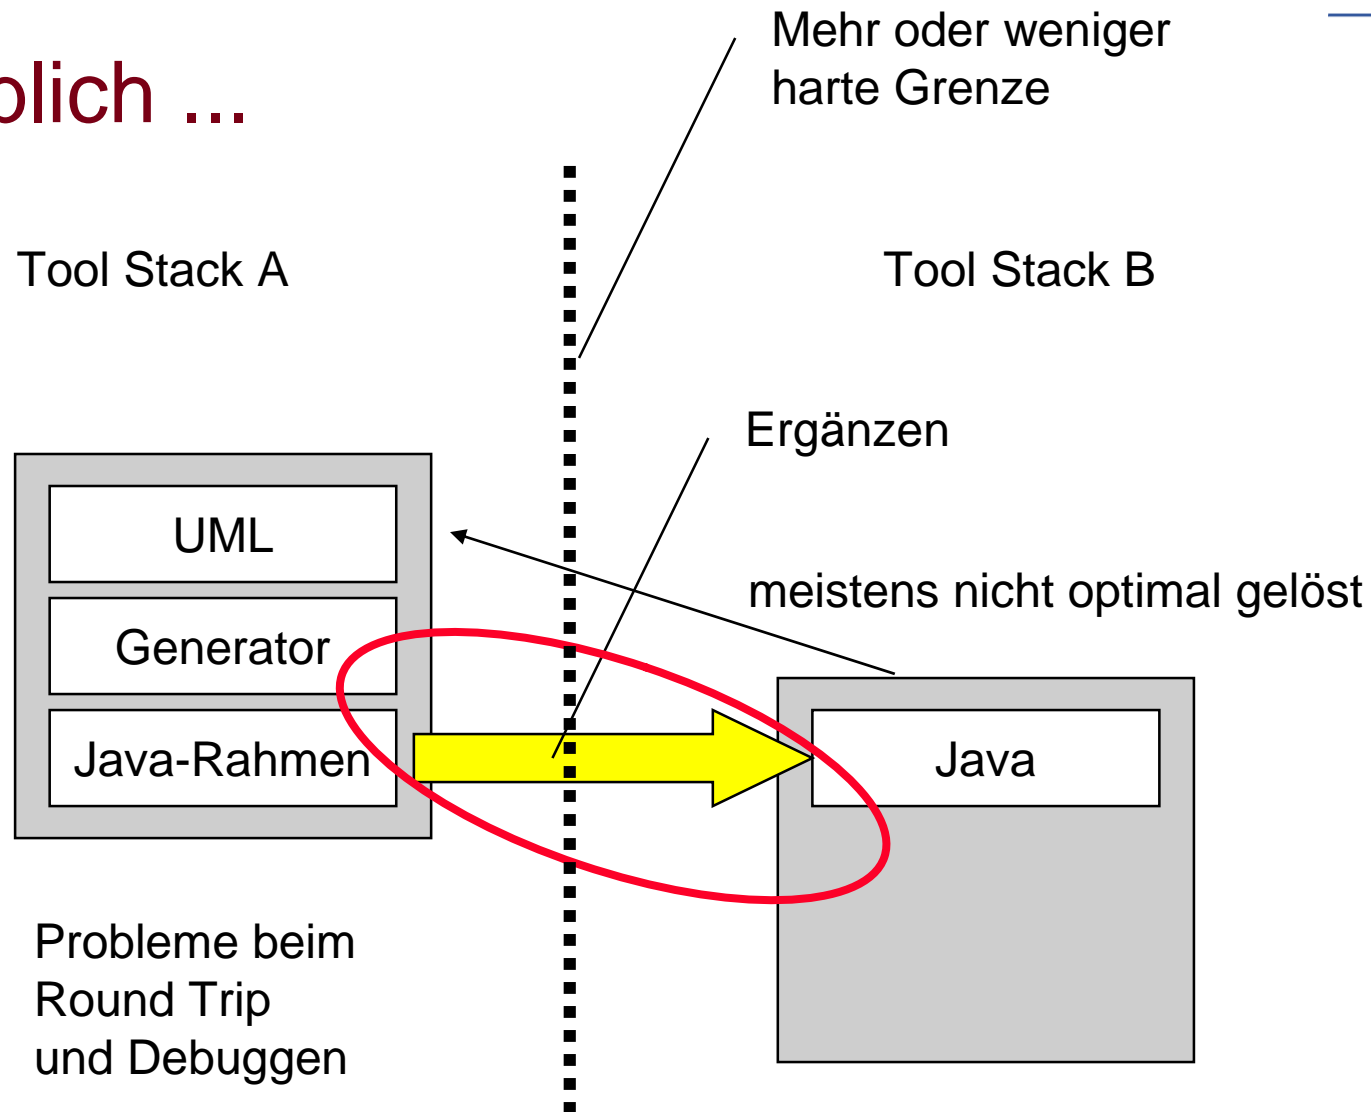 Mehr oder weniger
harte Grenze
blich ...
Tool Stack A
Tool Stack B
Ergänzen
UML
meistens nicht optimal gelöst
Generator
Java-Rahmen
Java
Probleme beim
Round Trip
und Debuggen